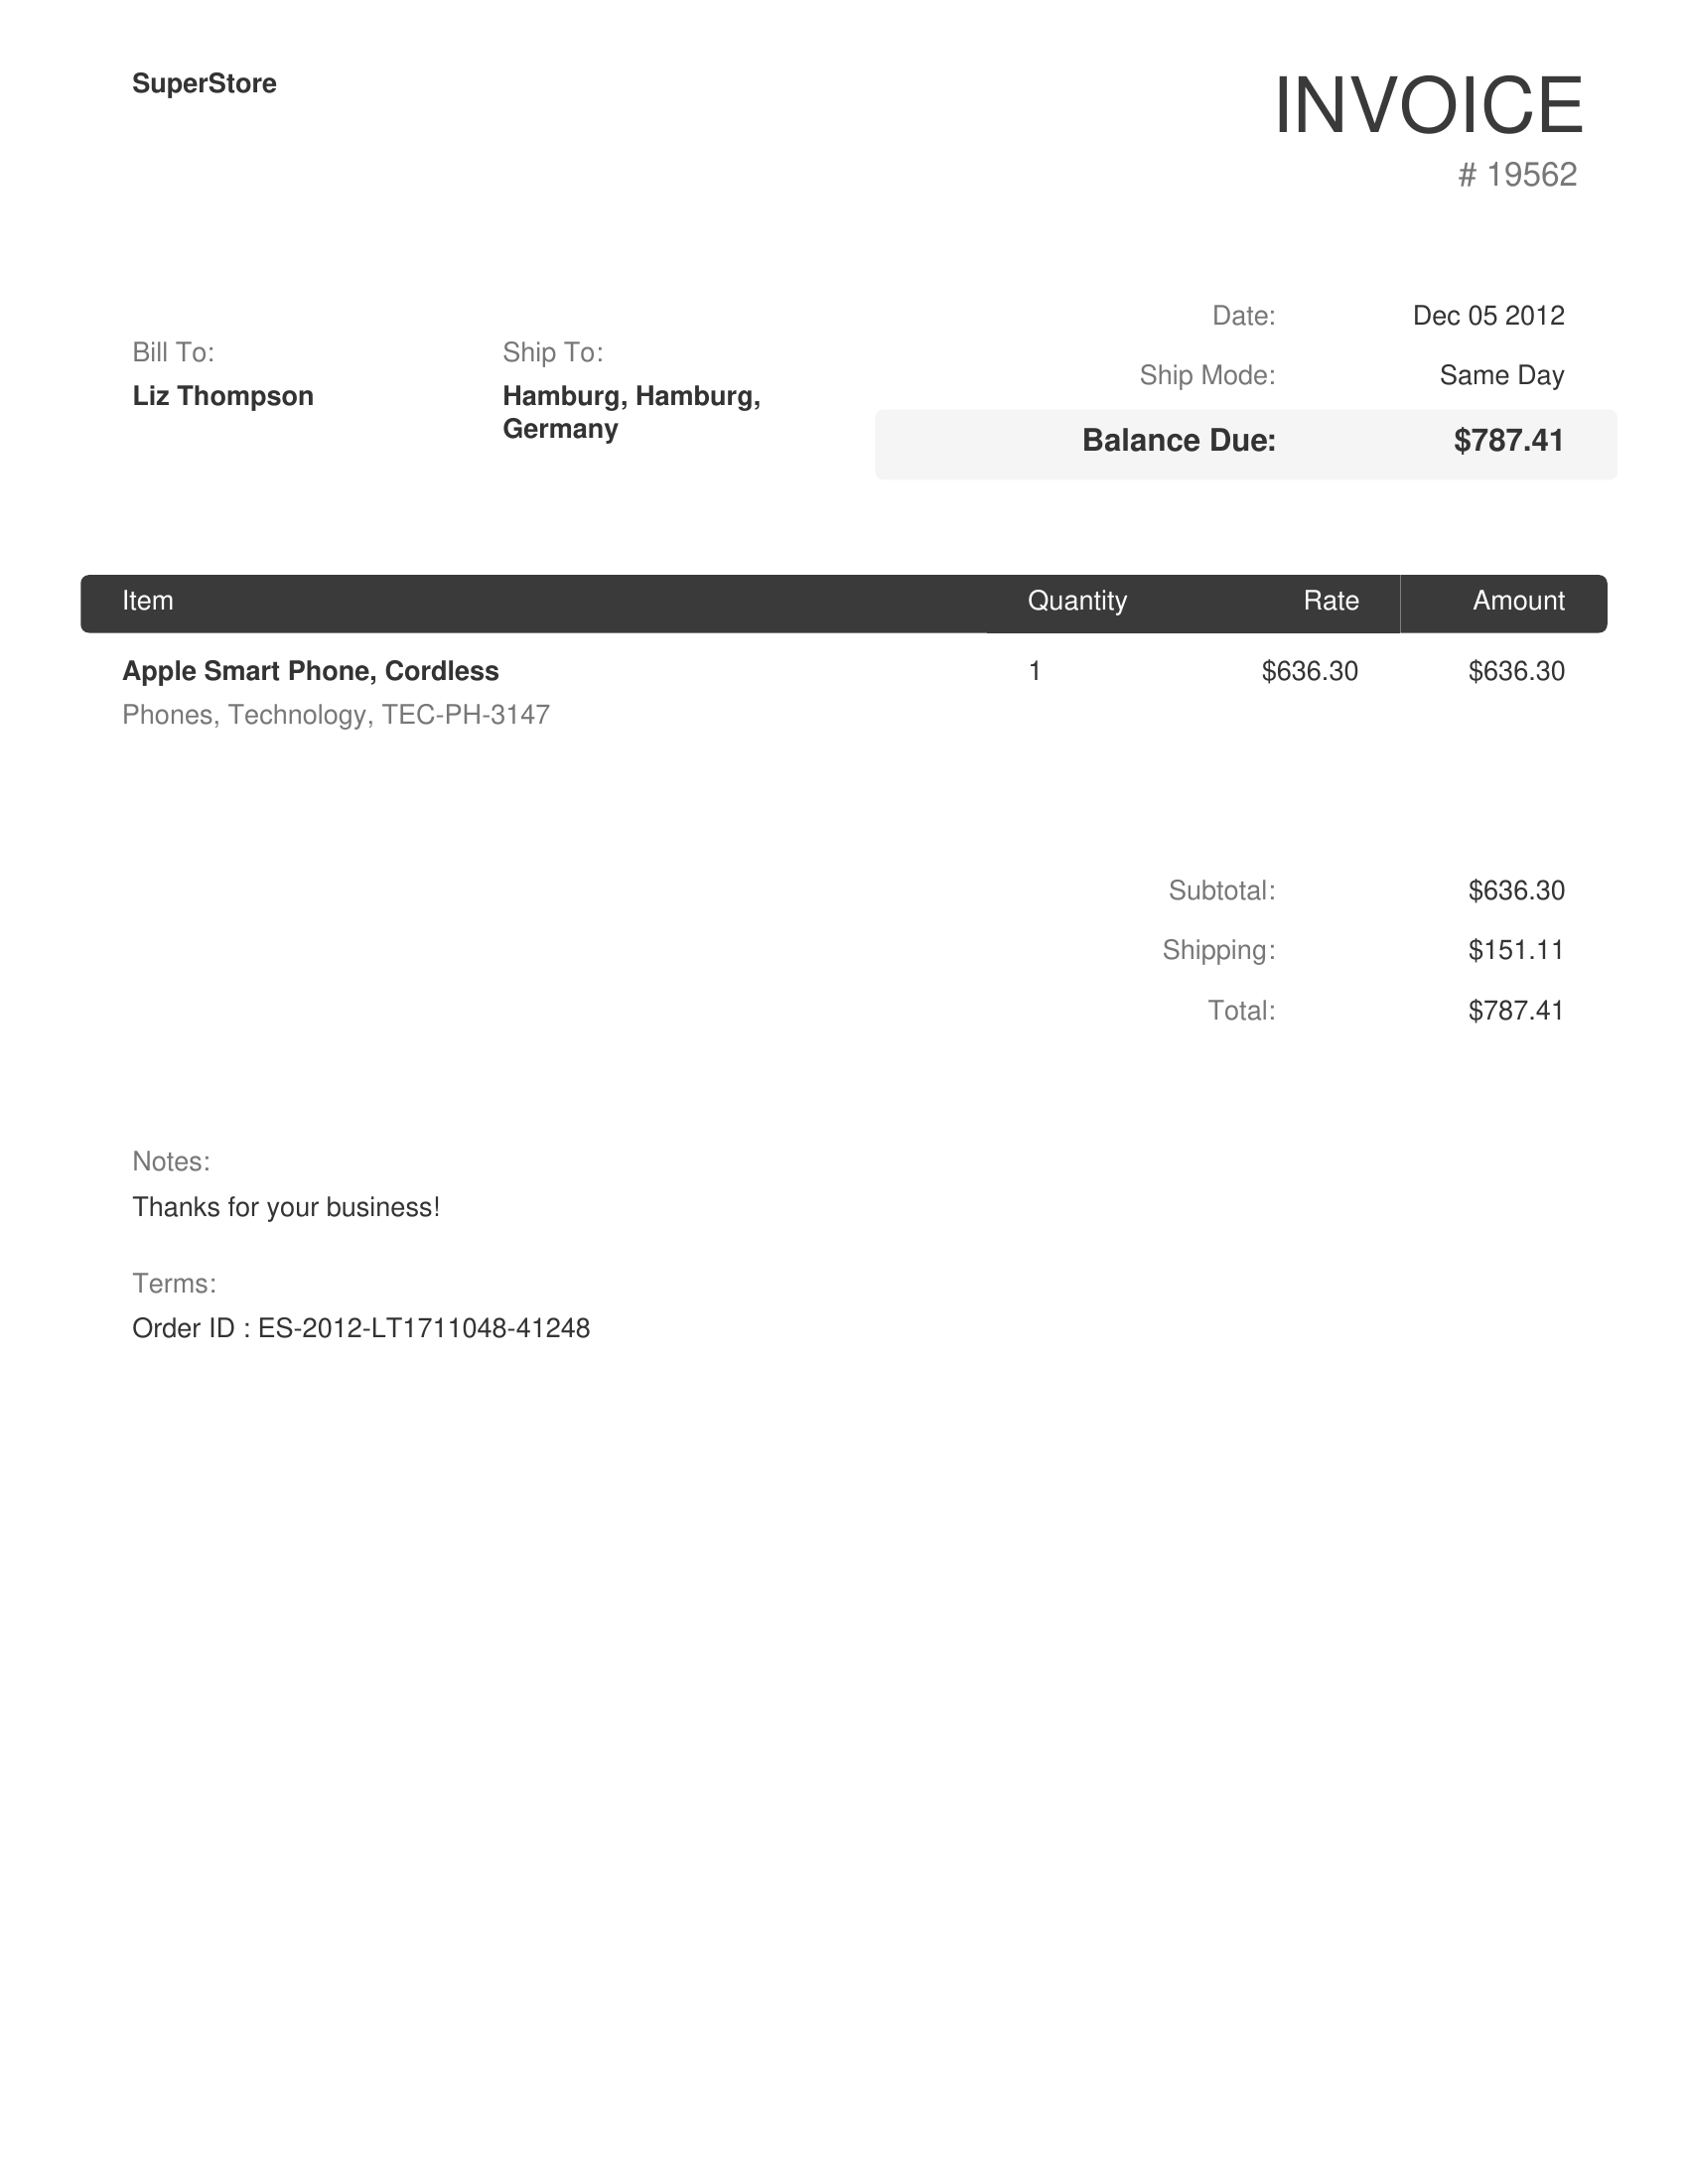 SuperStore
INVOICE
# 19562
Date: Dec 05 2012
Ship Mode: Same Day
Balance Due: $787.41
Bill To:
Liz Thompson
Ship To:
Hamburg, Hamburg,
Germany
Item Quantity Rate Amount
Apple Smart Phone, Cordless 1 $636.30 $636.30
Phones, Technology, TEC-PH-3147
Subtotal: $636.30
Shipping: $151.11
Total: $787.41
Notes:
Thanks for your business!
Terms:
Order ID : ES-2012-LT1711048-41248